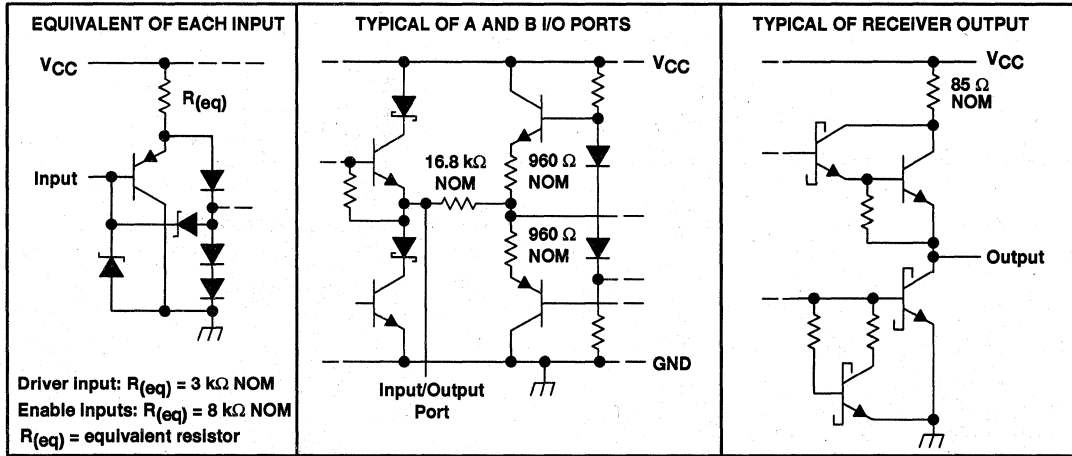 EQUIVALENT OF EACH INPUT
VCC
R(eq)
Input
Driver input: R(eq) = 3 kΩ NOM
Enable inputs: R(eq) = 8 kΩ NOM
R(eq) = equivalent resistor
TYPICAL OF A AND B I/O PORTS
VCC
16.8 kΩ
NOM
960 Ω
NOM
960 Ω
NOM
GND
Input/Output
Port
TYPICAL OF RECEIVER OUTPUT
VCC
85 Ω
NOM
Output